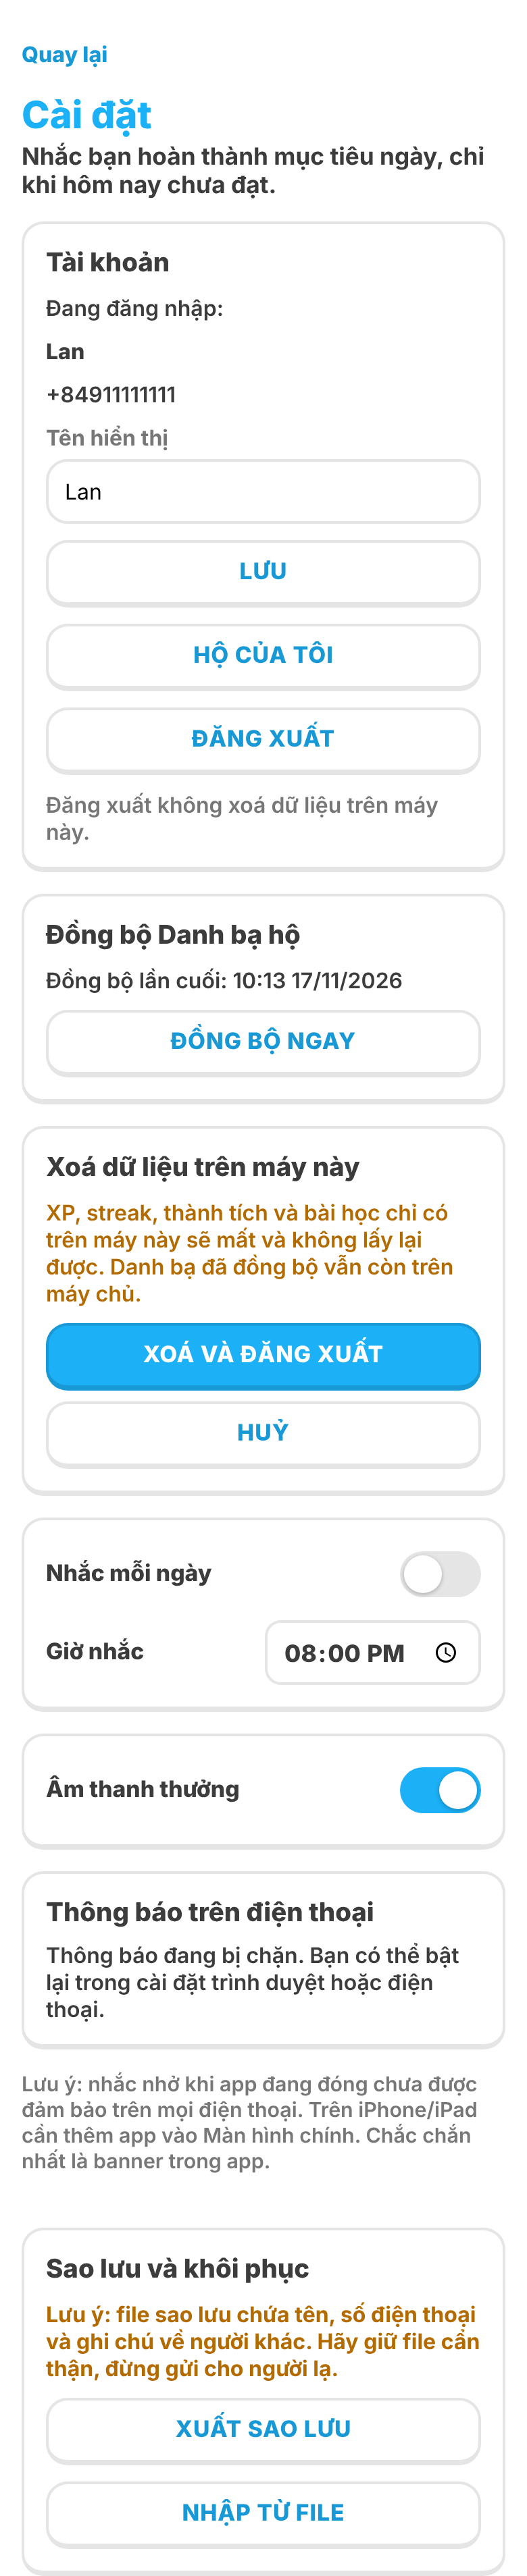 Quay lại
Cài đặt
Nhắc bạn hoàn thành mục tiêu ngày, chỉ
khi hôm nay chưa đạt.
Tài khoản
Đang đăng nhập:
Lan
+84911111111
Tên hiển thị
Lan
LƯU
HỘ CỦA TÔI
ĐĂNG XUẤT
Đăng xuất không xoá dữ liệu trên máy
này.
Đồng bộ Danh bạ hộ
Đồng bộ lần cuối: 10:13 17/11/2026
ĐỒNG BỘ NGAY
Xoá dữ liệu trên máy này
XP, streak, thành tích và bài học chỉ có
trên máy này sẽ mất và không lấy lại
được. Danh bạ đã đồng bộ vẫn còn trên
máy chủ.
XOÁ VÀ ĐĂNG XUẤT
HUỶ
Nhắc mỗi ngày
Giờ nhắc
08:00 PM
Âm thanh thưởng
Thông báo trên điện thoại
Thông báo đang bị chặn. Bạn có thể bật
lại trong cài đặt trình duyệt hoặc điện
thoại.
Lưu ý: nhắc nhở khi app đang đóng chưa được
đảm bảo trên mọi điện thoại. Trên iPhone/iPad
cần thêm app vào Màn hình chính. Chắc chắn
nhất là banner trong app.
Sao lưu và khôi phục
Lưu ý: file sao lưu chứa tên, số điện thoại
và ghi chú về người khác. Hãy giữ file cẩn
thận, đừng gửi cho người lạ.
XUẤT SAO LƯU
NHẬP TỪ FILE